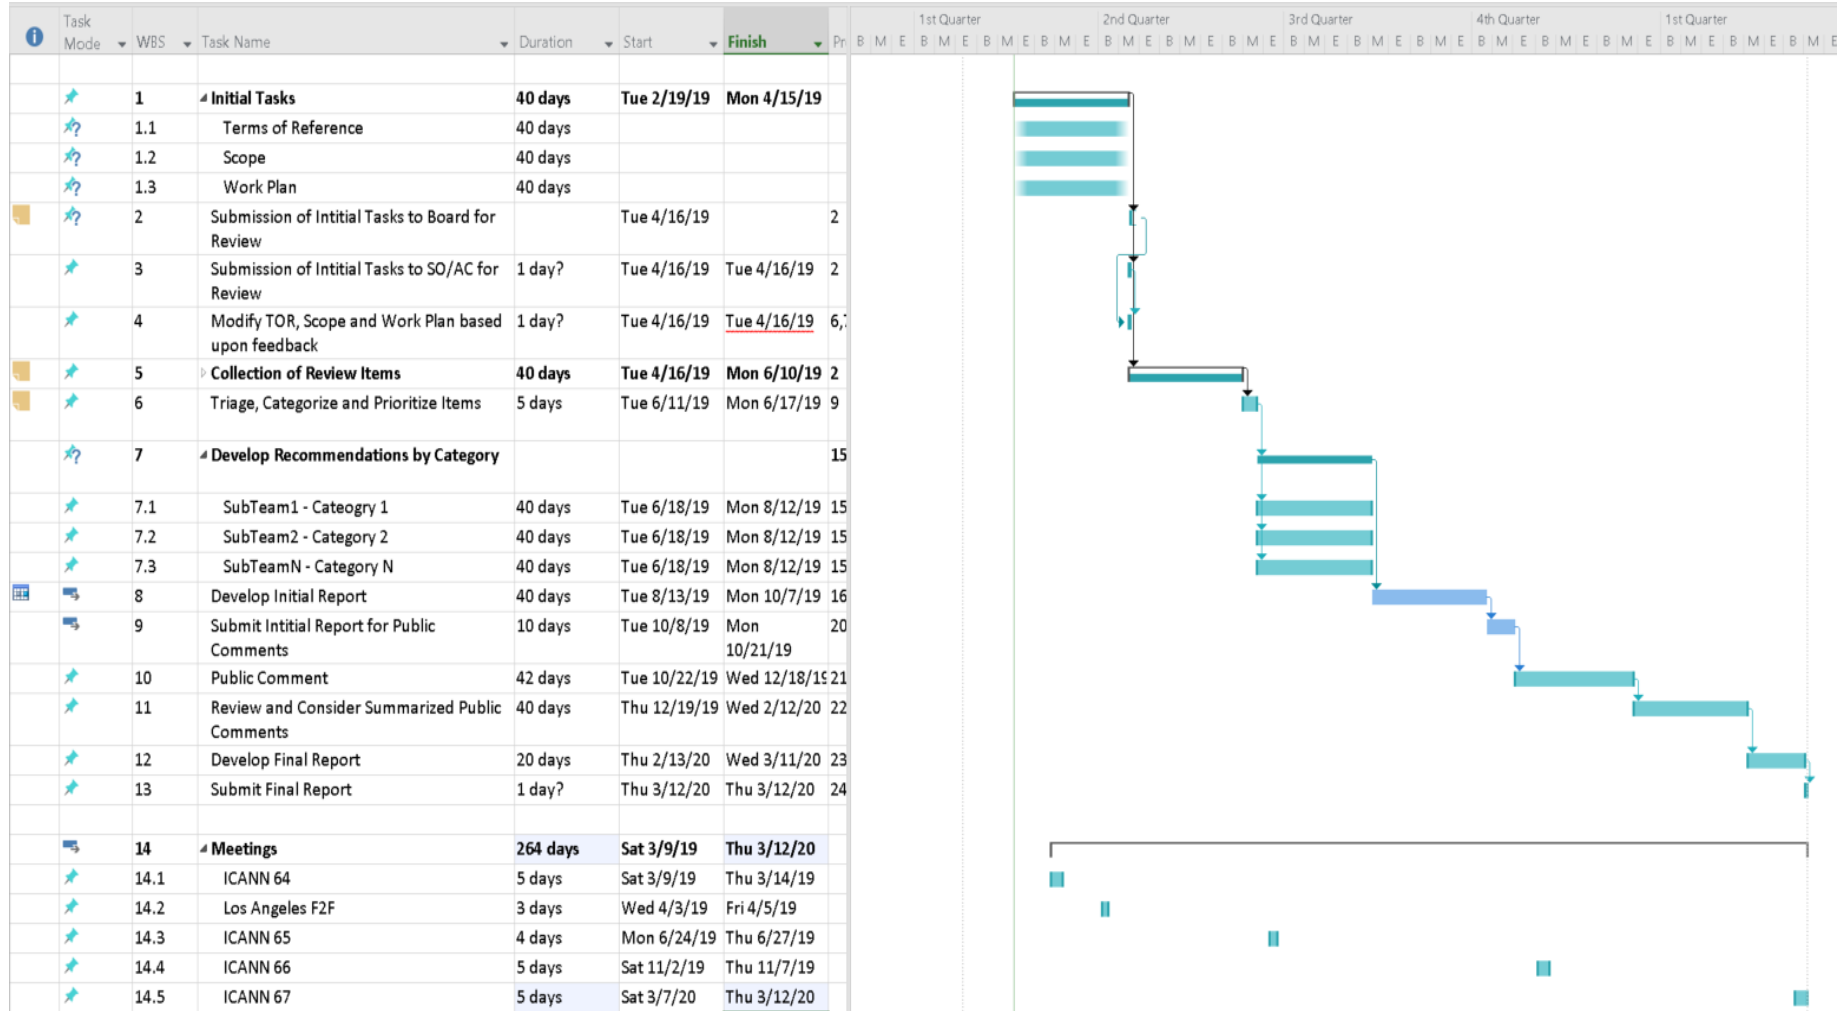 1st Quarter 2nd Quarter 3rd Quarter 4th Quarter 1st Quarter
Task
Mode WBS Task Name Duration Start Finish Pr B M E B M E B M E B M E B M E B M E B M E B M E B M E B M E B M E B M E B M E B M E B M E
1 Initial Tasks 40 days Tue 2/19/19 Mon 4/15/19
1.1 Terms of Reference 40 days
1.2 Scope 40 days
1.3 Work Plan 40 days
2 Submission of Intitial Tasks to Board for Tue 4/16/19 2
Review
3 Submission of Intitial Tasks to SO/AC for 1 day? Tue 4/16/19 Tue 4/16/19 2
Review
4 Modify TOR, Scope and Work Plan based 1 day? Tue 4/16/19 Tue 4/16/19 6,
upon feedback
5 Collection of Review Items 40 days Tue 4/16/19 Mon 6/10/19 2
6 Triage, Categorize and Prioritize Items 5 days Tue 6/11/19 Mon 6/17/19 9
7 Develop Recommendations by Category 15
7.1 SubTeam1 - Cateogry 1 40 days Tue 6/18/19 Mon 8/12/19 15
7.2 SubTeam2 - Category 2 40 days Tue 6/18/19 Mon 8/12/19 15
7.3 SubTeamN - Category N 40 days Tue 6/18/19 Mon 8/12/19 15
8 Develop Initial Report 40 days Tue 8/13/19 Mon 10/7/19 16
9 Submit Intitial Report for Public 10 days Tue 10/8/19 Mon 20
Comments 10/21/19
10 Public Comment 42 days Tue 10/22/19 Wed 12/18/19 21
11 Review and Consider Summarized Public 40 days Thu 12/19/19 Wed 2/12/20 22
Comments
12 Develop Final Report 20 days Thu 2/13/20 Wed 3/11/20 23
13 Submit Final Report 1 day? Thu 3/12/20 Thu 3/12/20 24
14 Meetings 264 days Sat 3/9/19 Thu 3/12/20
14.1 ICANN 64 5 days Sat 3/9/19 Thu 3/14/19
14.2 Los Angeles F2F 3 days Wed 4/3/19 Fri 4/5/19
14.3 ICANN 65 4 days Mon 6/24/19 Thu 6/27/19
14.4 ICANN 66 5 days Sat 11/2/19 Thu 11/7/19
14.5 ICANN 67 5 days Sat 3/7/20 Thu 3/12/20